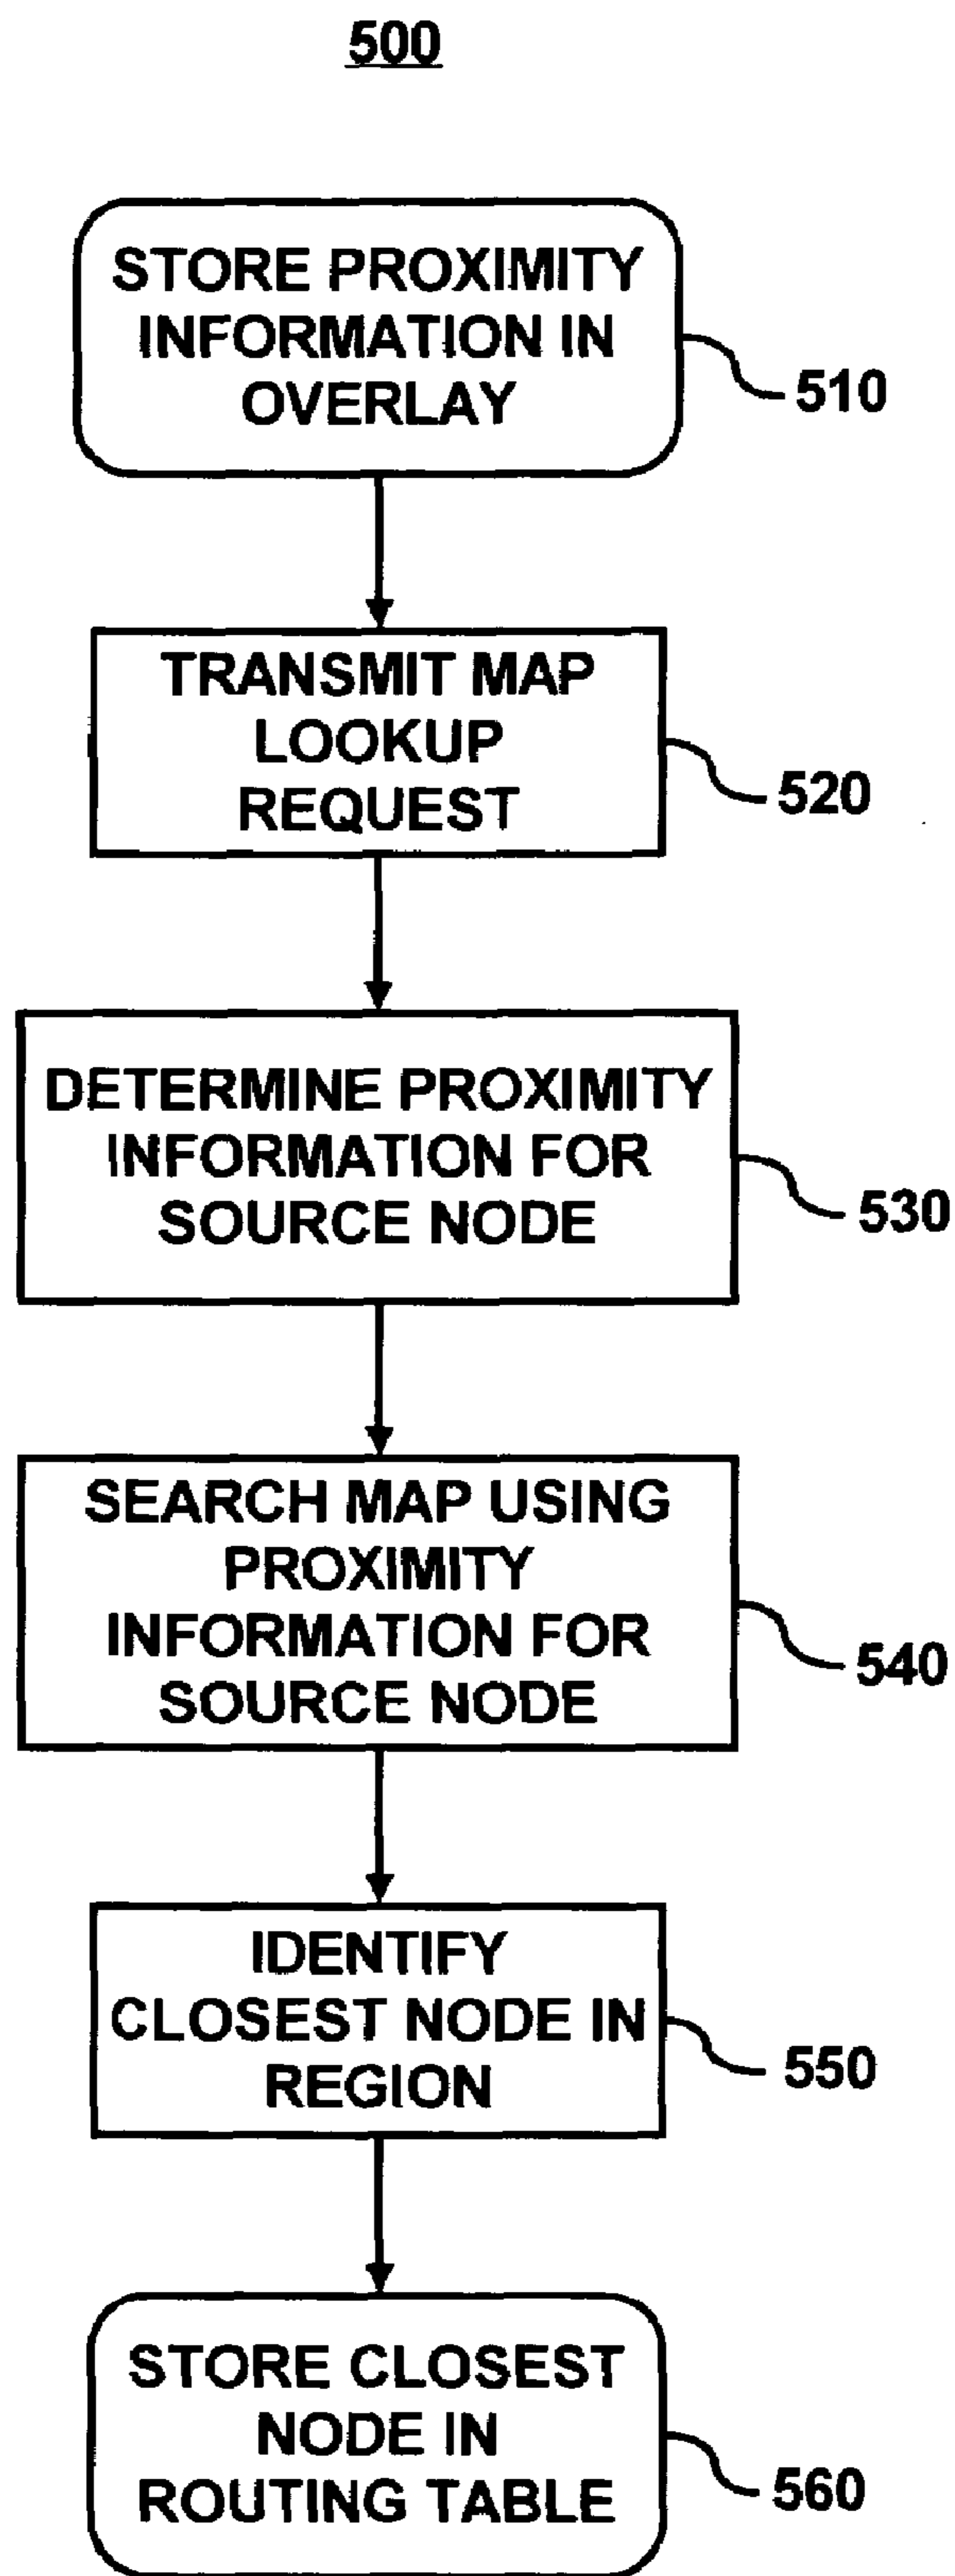 500
STORE PROXIMITY
INFORMATION IN
OVERLAY
510
TRANSMIT MAP
LOOKUP
REQUEST
520
DETERMINE PROXIMITY
INFORMATION FOR
SOURCE NODE
530
SEARCH MAP USING
PROXIMITY
INFORMATION FOR
SOURCE NODE
540
IDENTIFY
CLOSEST NODE IN
REGION
550
STORE CLOSEST
NODE IN
ROUTING TABLE
560